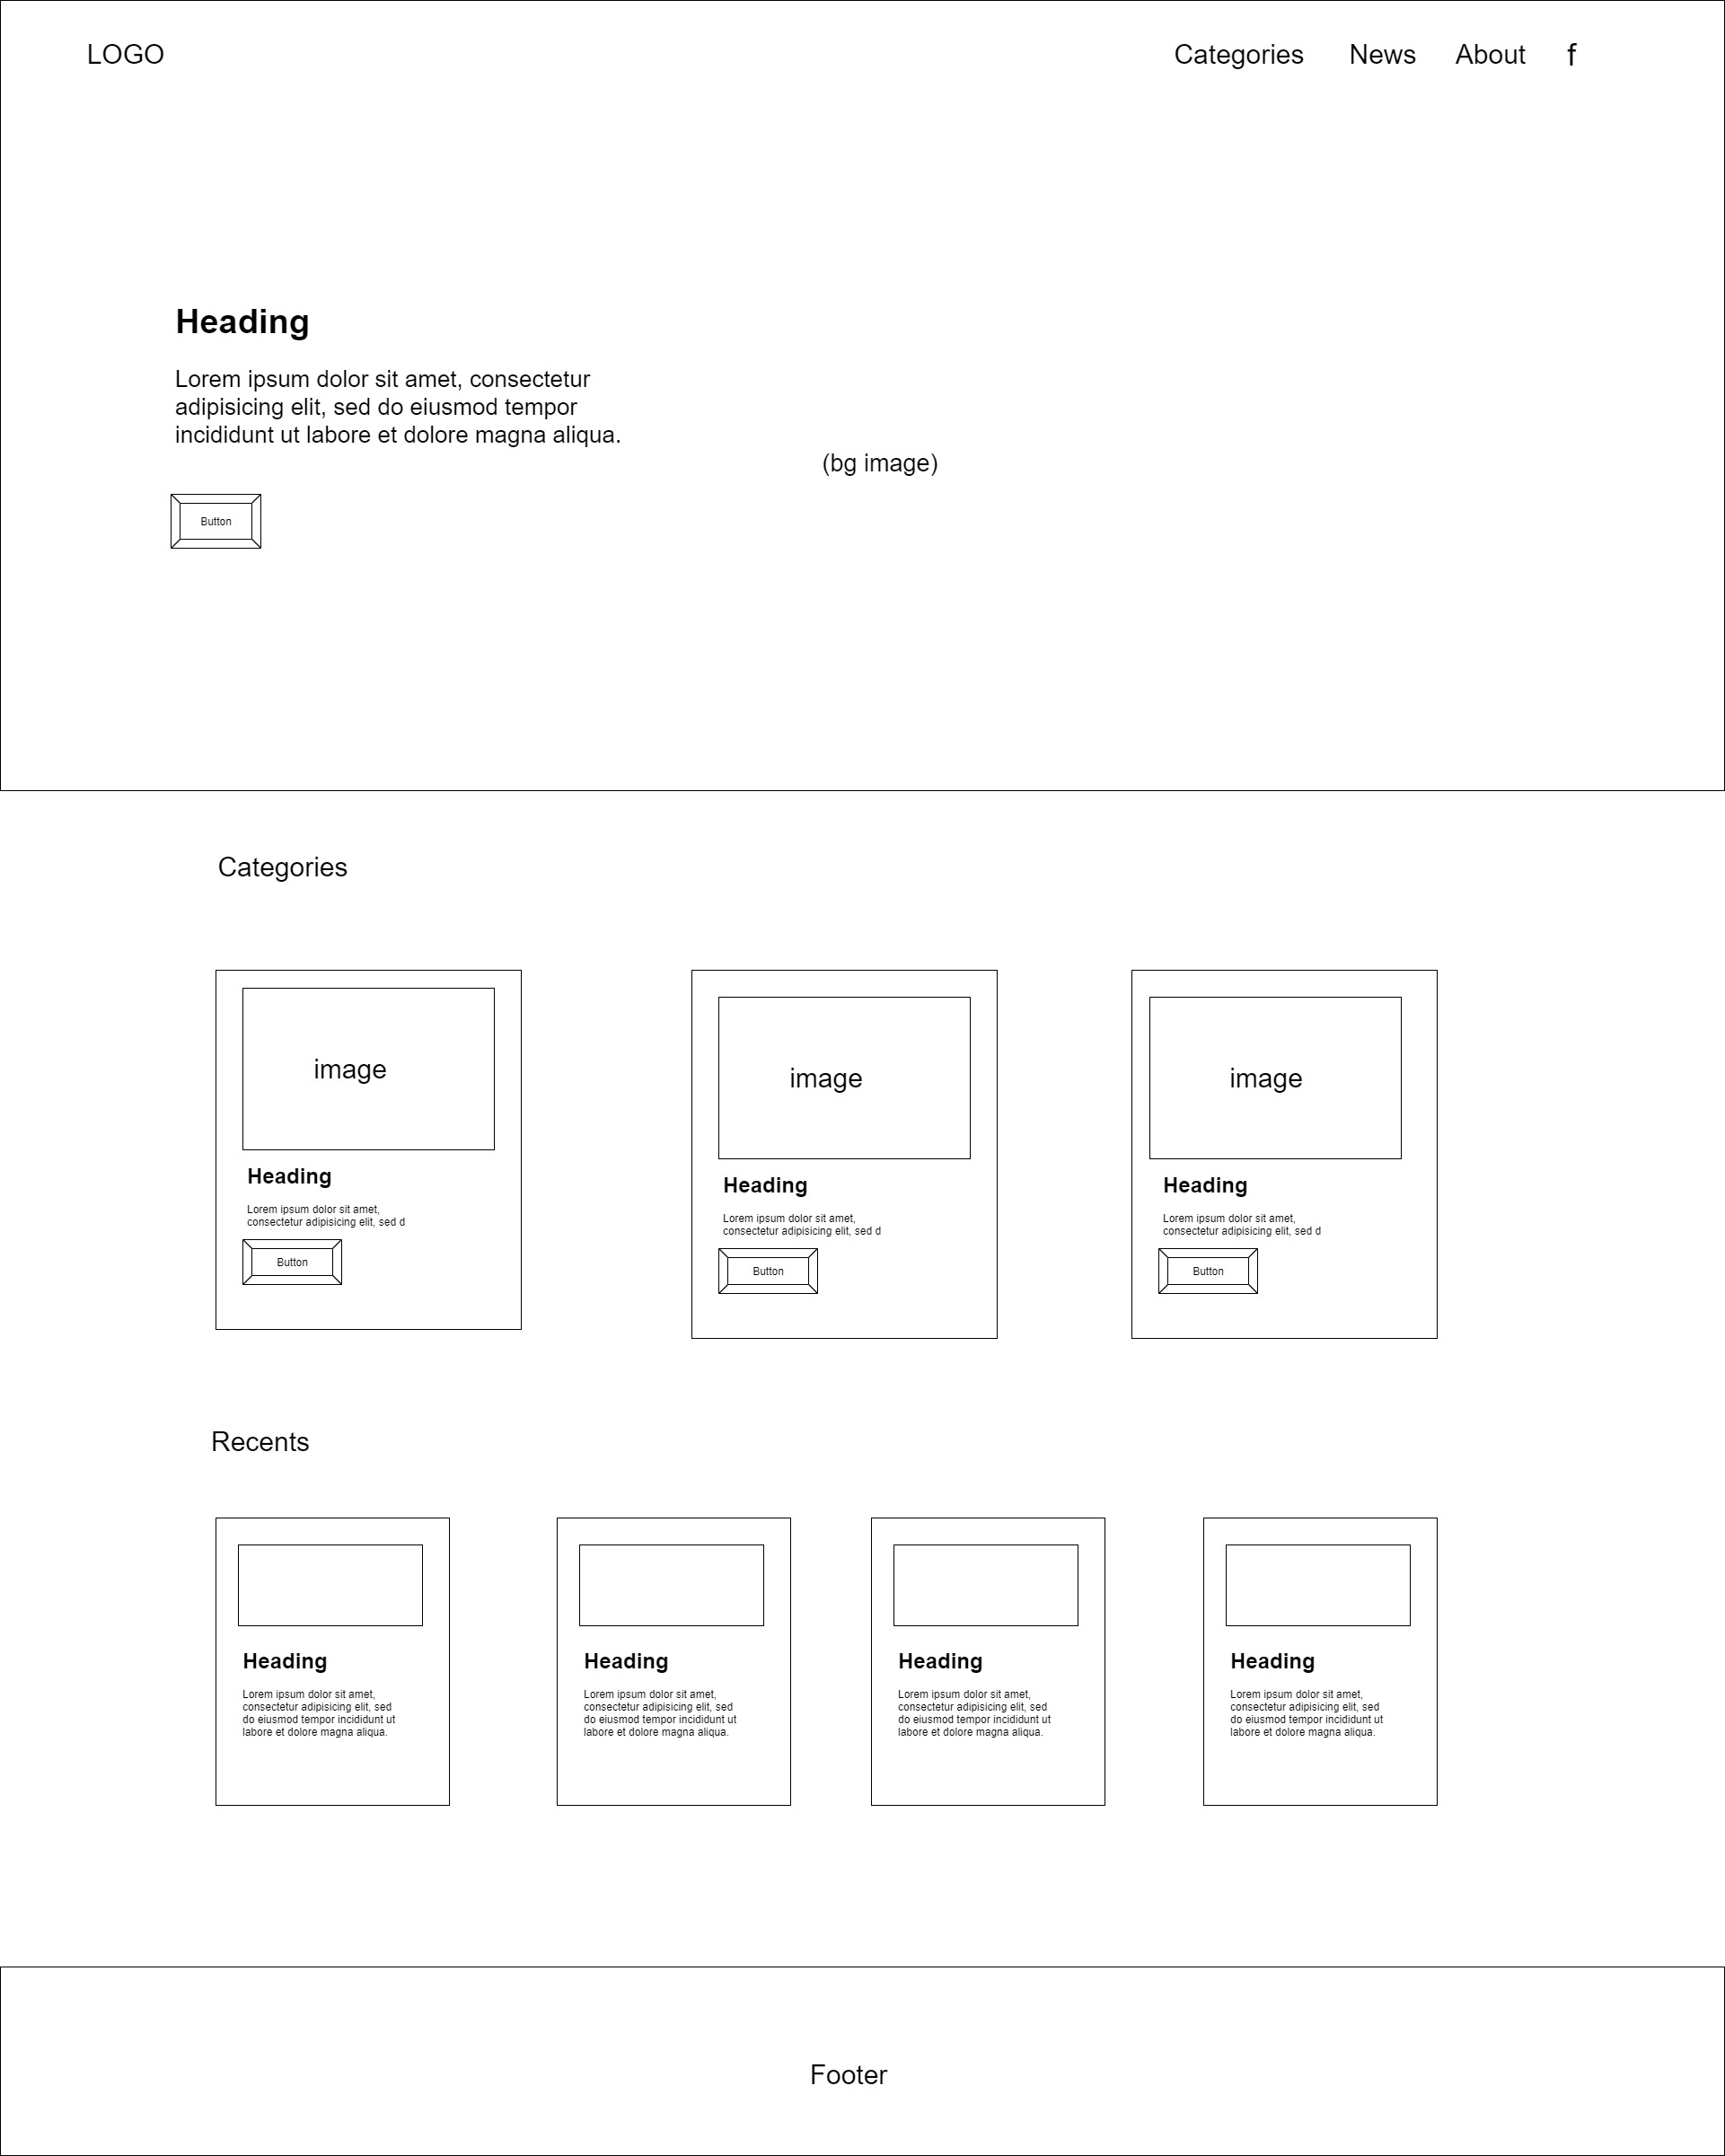 LOGO
Categories
News
About
f
Heading
Lorem ipsum dolor sit amet, consectetur
adipisicing elit, sed do eiusmod tempor
incididunt ut labore et dolore magna aliqua.
(bg image)
Button
Categories
image
Heading
Lorem ipsum dolor sit amet,
consectetur adipisicing elit, sed d
Button
image
Heading
Lorem ipsum dolor sit amet,
consectetur adipisicing elit, sed d
Button
image
Heading
Lorem ipsum dolor sit amet,
consectetur adipisicing elit, sed d
Button
Recents
Heading
Lorem ipsum dolor sit amet,
consectetur adipisicing elit, sed
do eiusmod tempor incididunt ut
labore et dolore magna aliqua.
Heading
Lorem ipsum dolor sit amet,
consectetur adipisicing elit, sed
do eiusmod tempor incididunt ut
labore et dolore magna aliqua.
Heading
Lorem ipsum dolor sit amet,
consectetur adipisicing elit, sed
do eiusmod tempor incididunt ut
labore et dolore magna aliqua.
Heading
Lorem ipsum dolor sit amet,
consectetur adipisicing elit, sed
do eiusmod tempor incididunt ut
labore et dolore magna aliqua.
Footer